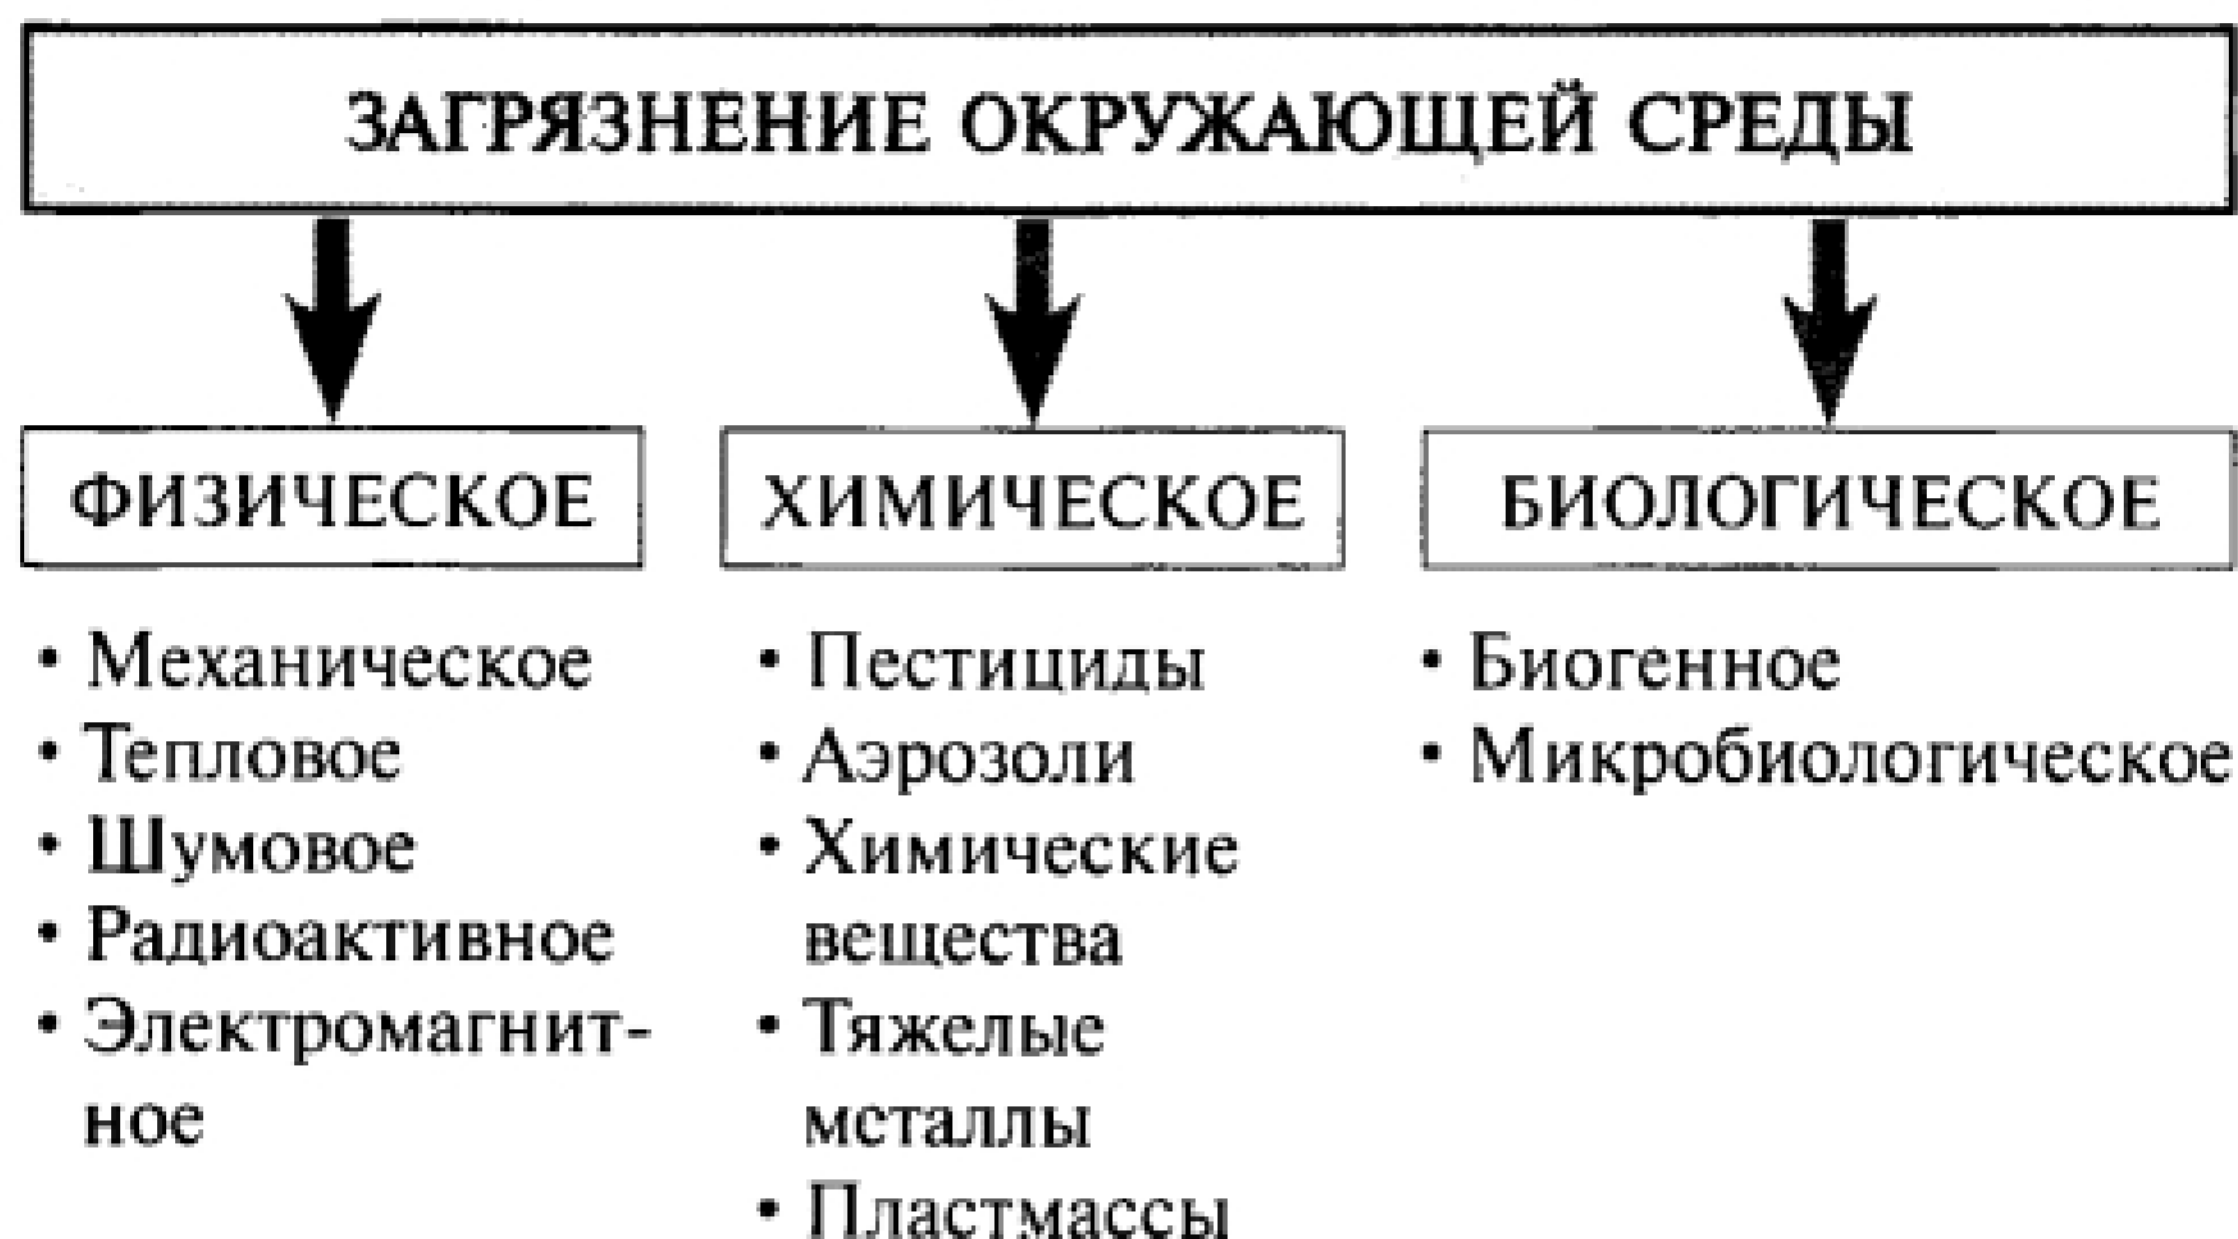 ЗАГРЯЗНЕНИЕ ОКРУЖАЮЩЕЙ СРЕДЫ
ФИЗИЧЕСКОЕ
ХИМИЧЕСКОЕ
БИОЛОГИЧЕСКОЕ
• Механическое
• Тепловое
• Шумовое
• Радиоактивное
• Электромагнит-
ное
• Пестициды
• Аэрозоли
• Химические
вещества
• Тяжелые
металлы
• Пластмассы
• Биогенное
• Микробиологическое